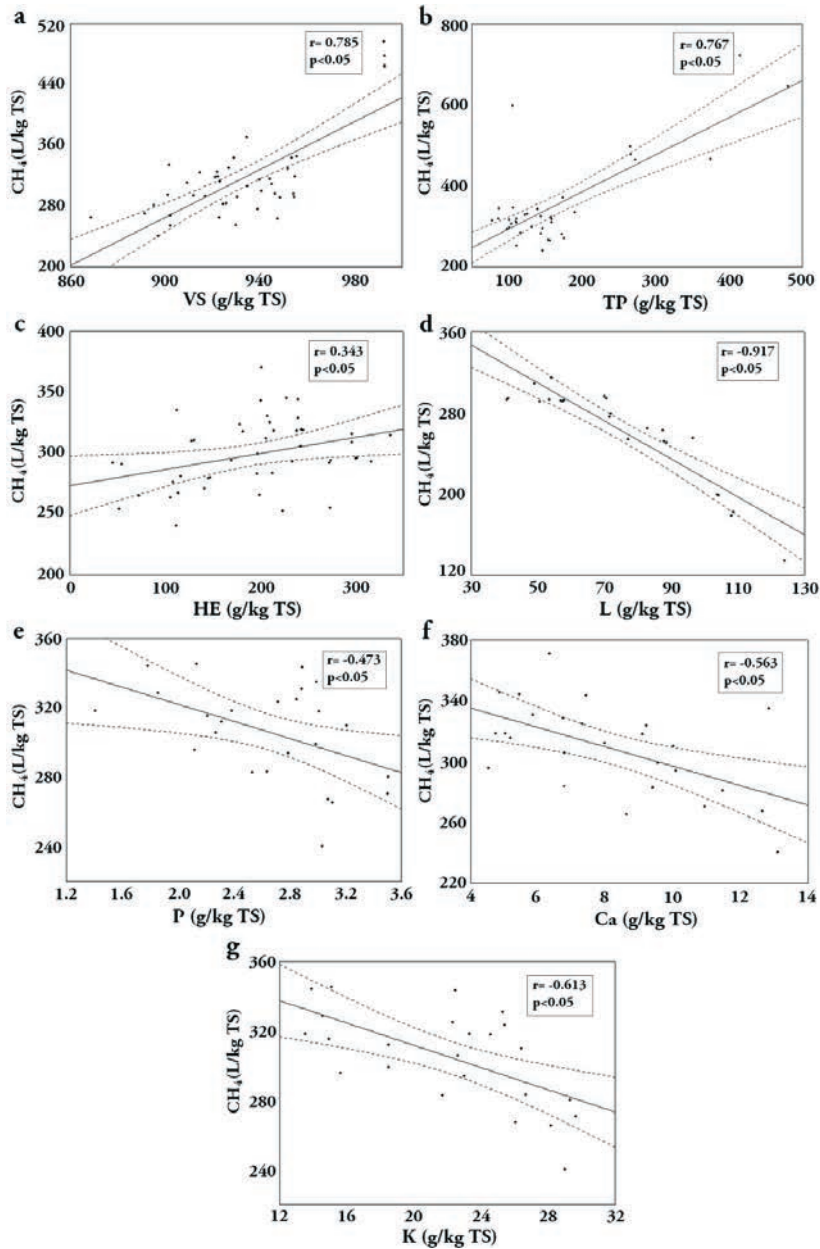 a
520
440
360
280
200
CH₄(L/kg TS)
r= 0.785
p<0.05
860 900 940 980
VS (g/kg TS)
b
800
600
400
200
CH₄(L/kg TS)
r= 0.767
p<0.05
100 200 300 400 500
TP (g/kg TS)
c
400
350
300
250
200
CH₄(L/kg TS)
r= 0.343
p<0.05
0 100 200 300
HE (g/kg TS)
d
360
280
200
120
CH₄(L/kg TS)
r= -0.917
p<0.05
30 50 70 90 110 130
L (g/kg TS)
e
360
320
280
240
CH₄(L/kg TS)
r= -0.473
p<0.05
1.2 1.6 2.0 2.4 2.8 3.2 3.6
P (g/kg TS)
f
380
340
300
260
220
CH₄(L/kg TS)
r= -0.563
p<0.05
4 6 8 10 12 14
Ca (g/kg TS)
g
360
320
280
240
CH₄(L/kg TS)
r= -0.613
p<0.05
12 16 20 24 28 32
K (g/kg TS)